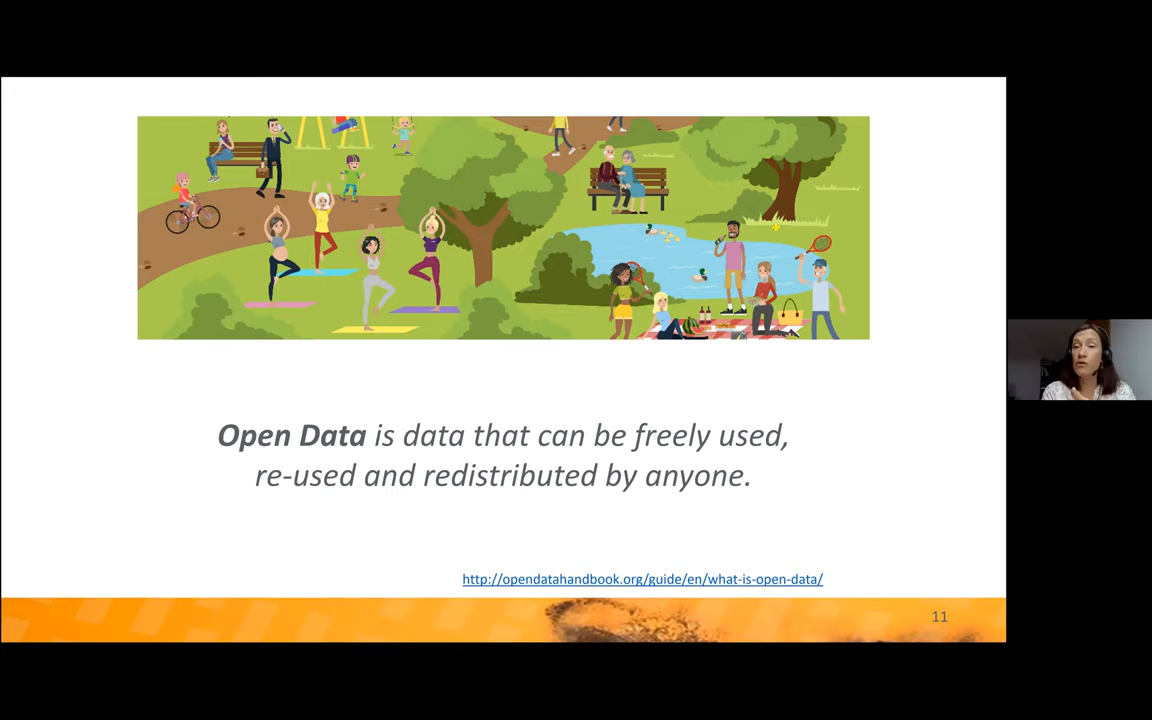 Open Data is data that can be freely used,
re-used and redistributed by anyone.
http://opendatahandbook.org/guide/en/what-is-open-data/
11